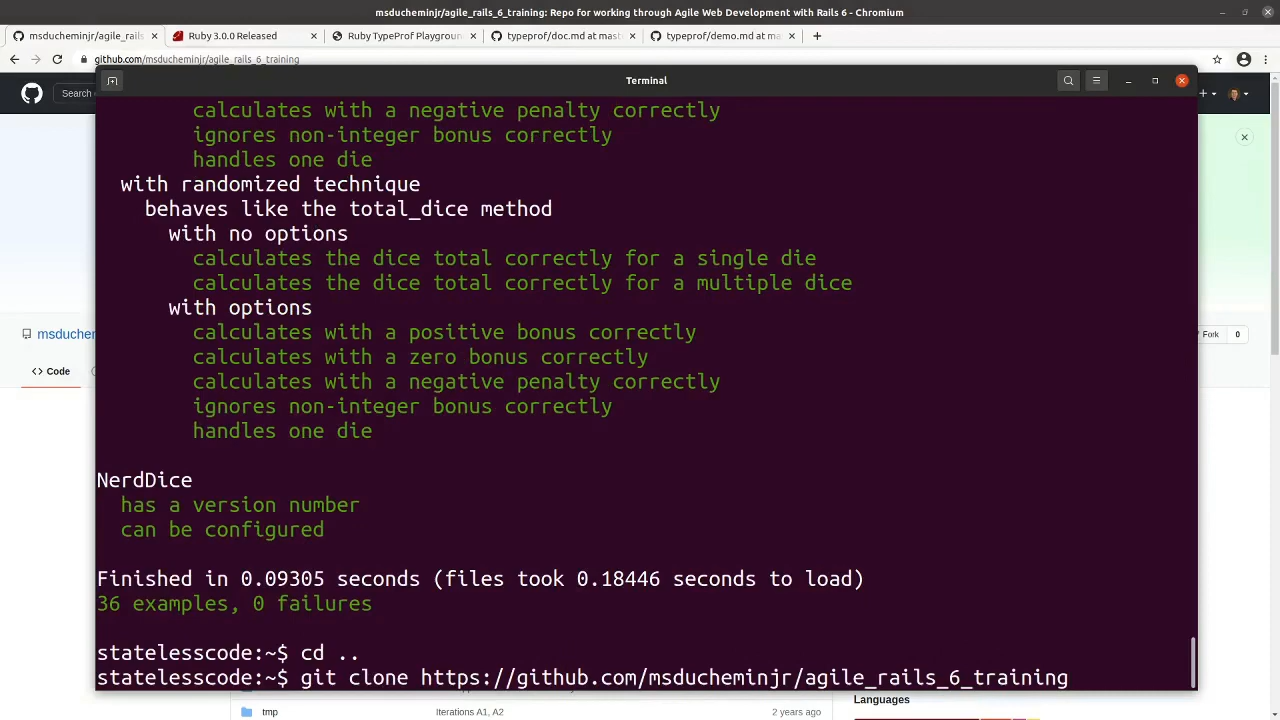 msducheminjr/agile_rails_6_training: Repo for working through Agile Web Development with Rails 6 - Chromium
msducheminjr/agile_rails
Ruby 3.0.0 Released
Ruby TypeProf Playground
typeprof/doc.md at mast
typeprof/demo.md at ma
github.com/msducheminjr/agile_rails_6_training
Terminal
Search
calculates with a negative penalty correctly
ignores non-integer bonus correctly
handles one die
with randomized technique
behaves like the total_dice method
with no options
calculates the dice total correctly for a single die
calculates the dice total correctly for a multiple dice
with options
calculates with a positive bonus correctly
calculates with a zero bonus correctly
calculates with a negative penalty correctly
ignores non-integer bonus correctly
handles one die
msduchem
Fork 0
<> Code
NerdDice
has a version number
can be configured
Finished in 0.09305 seconds (files took 0.18446 seconds to load)
36 examples, 0 failures
statelesscode:~$ cd ..
statelesscode:~$ git clone https://github.com/msducheminjr/agile_rails_6_training
Languages
tmp
Iterations A1, A2
2 years ago